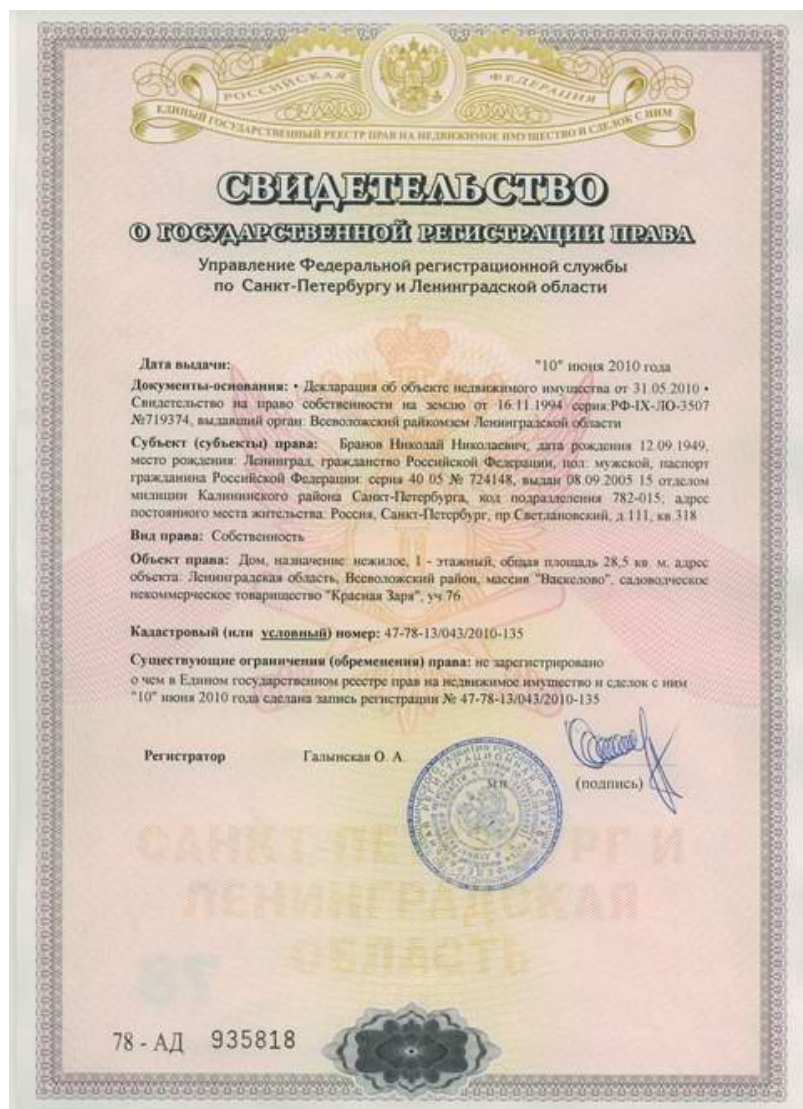 РОССИЙСКАЯ ФЕДЕРАЦИЯ
ЕДИНЫЙ ГОСУДАРСТВЕННЫЙ РЕЕСТР ПРАВ НА НЕДВИЖИМОЕ ИМУЩЕСТВО И СДЕЛОК С НИМ
СВИДЕТЕЛЬСТВО
О ГОСУДАРСТВЕННОЙ РЕГИСТРАЦИИ ПРАВА
Управление Федеральной регистрационной службы
по Санкт-Петербургу и Ленинградской области
Дата выдачи: "10" июня 2010 года
Документы-основания: • Декларация об объекте недвижимого имущества от 31.05.2010 •
Свидетельство на право собственности на землю от 16.11.1994 серия РФ-IX-ЛО-3507
№719374, выдавший орган: Всеволожский райкомзем Ленинградской области
Субъект (субъекты) права: Бранов Николай Николаевич, дата рождения 12.09.1949,
место рождения: Ленинград, гражданство Российской Федерации, пол: мужской, паспорт
гражданина Российской Федерации: серия 40 05 № 724148, выдан 08.09.2005 15 отделом
милиции Калининского района Санкт-Петербурга, код подразделения 782-015; адрес
постоянного места жительства: Россия, Санкт-Петербург, пр.Светлановский, д.111, кв.318
Вид права: Собственность
Объект права: Дом, назначение: нежилое, 1 - этажный, общая площадь 28,5 кв. м, адрес
объекта: Ленинградская область, Всеволожский район, массив "Васкелово", садоводческое
некоммерческое товарищество "Красная Заря", уч.76
Кадастровый (или условный) номер: 47-78-13/043/2010-135
Существующие ограничения (обременения) права: не зарегистрировано
о чем в Едином государственном реестре прав на недвижимое имущество и сделок с ним
"10" июня 2010 года сделана запись регистрации № 47-78-13/043/2010-135
Регистратор Галынская О. А.
М.П.
(подпись)
САНКТ-ПЕТЕРБУРГ И
ЛЕНИНГРАДСКАЯ
ОБЛАСТЬ
78
78 - АД 935818